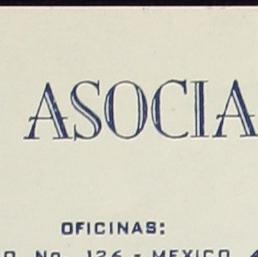 ASOCIA
OFICINAS:
O. No. 126 - MEXICO